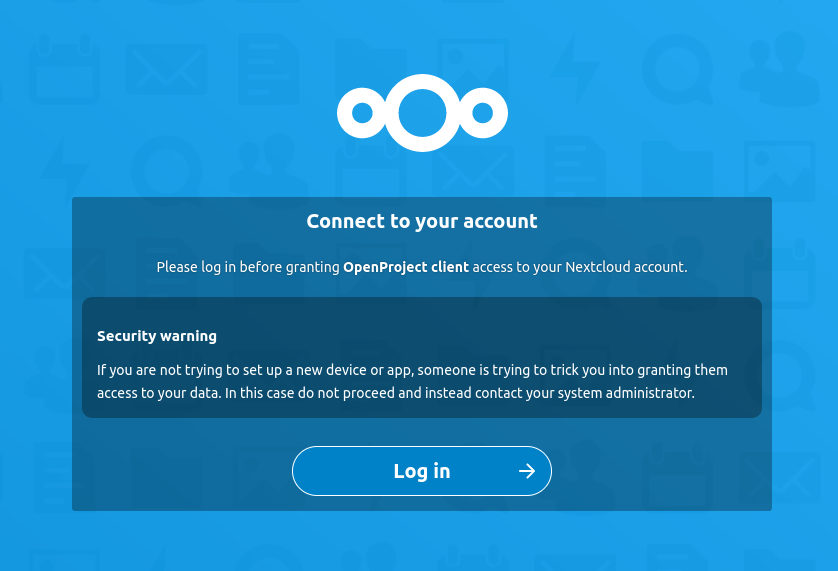 Connect to your account
Please log in before granting OpenProject client access to your Nextcloud account.
Security warning
If you are not trying to set up a new device or app, someone is trying to trick you into granting them
access to your data. In this case do not proceed and instead contact your system administrator.
Log in